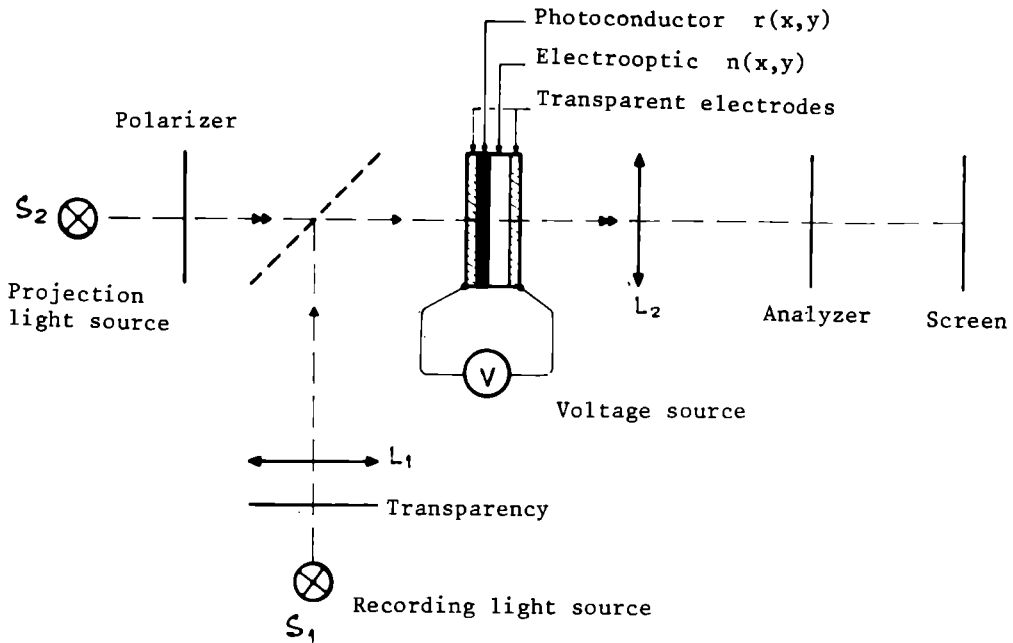 Photoconductor r(x,y)
Electrooptic n(x,y)
Transparent electrodes
Polarizer
S2
Projection
light source
L2
Analyzer
Screen
V
Voltage source
L1
Transparency
S1
Recording light source